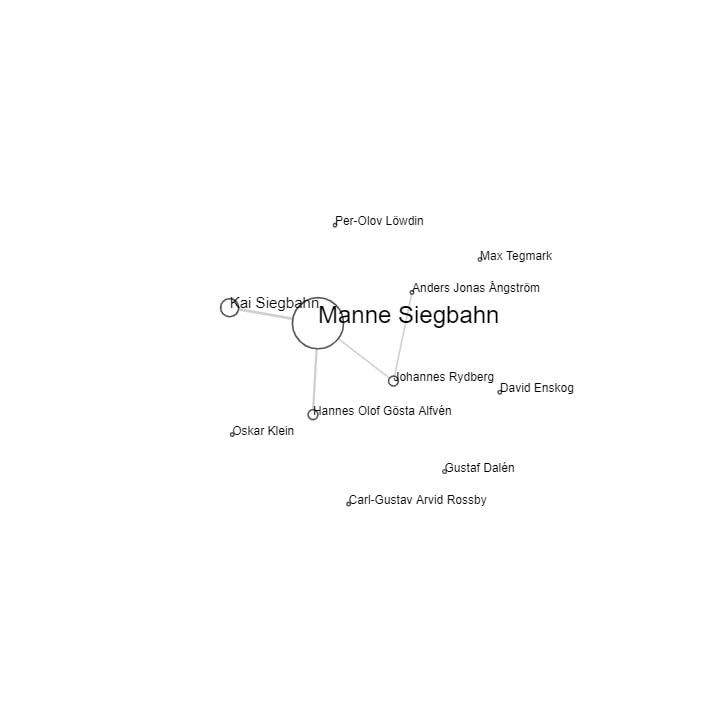 Per-Olov Löwdin
Max Tegmark
Anders Jonas Ångström
Kai Siegbahn
Manne Siegbahn
Johannes Rydberg
David Enskog
Hannes Olof Gösta Alfvén
Oskar Klein
Gustaf Dalén
Carl-Gustav Arvid Rossby